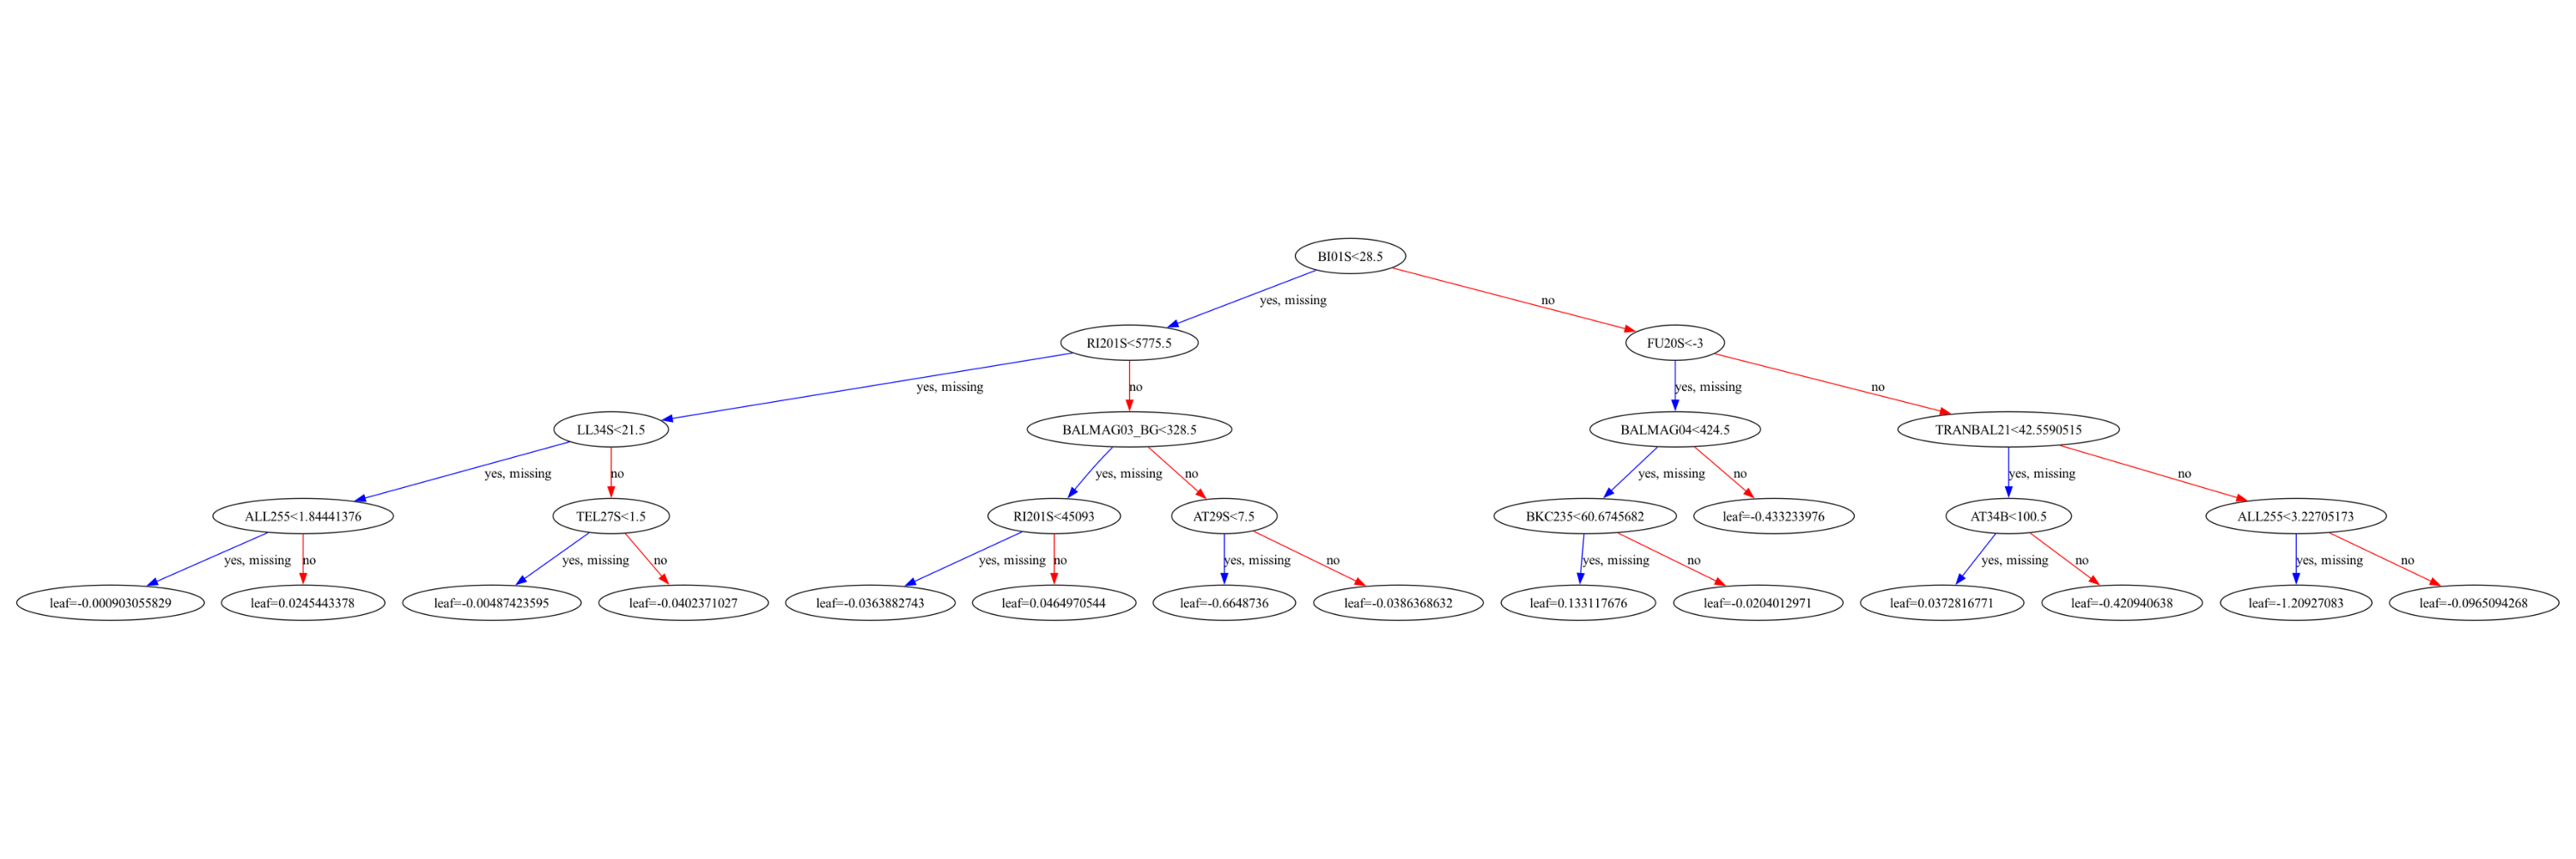 BI01S<28.5
yes, missing
no
RI201S<5775.5
FU20S<-3
yes, missing
no
yes, missing
no
LL34S<21.5
BALMAG03_BG<328.5
BALMAG04<424.5
TRANBAL21<42.5590515
yes, missing
no
yes, missing
no
yes, missing
no
yes, missing
no
ALL255<1.84441376
TEL27S<1.5
RI201S<45093
AT29S<7.5
BKC235<60.6745682
leaf=-0.433233976
AT34B<100.5
ALL255<3.22705173
yes, missing
no
yes, missing
no
yes, missing
no
yes, missing
no
yes, missing
no
yes, missing
no
yes, missing
no
leaf=-0.000903055829
leaf=0.0245443378
leaf=-0.00487423595
leaf=-0.0402371027
leaf=-0.0363882743
leaf=0.0464970544
leaf=-0.6648736
leaf=-0.0386368632
leaf=0.133117676
leaf=-0.0204012971
leaf=0.0372816771
leaf=-0.420940638
leaf=-1.20927083
leaf=-0.0965094268